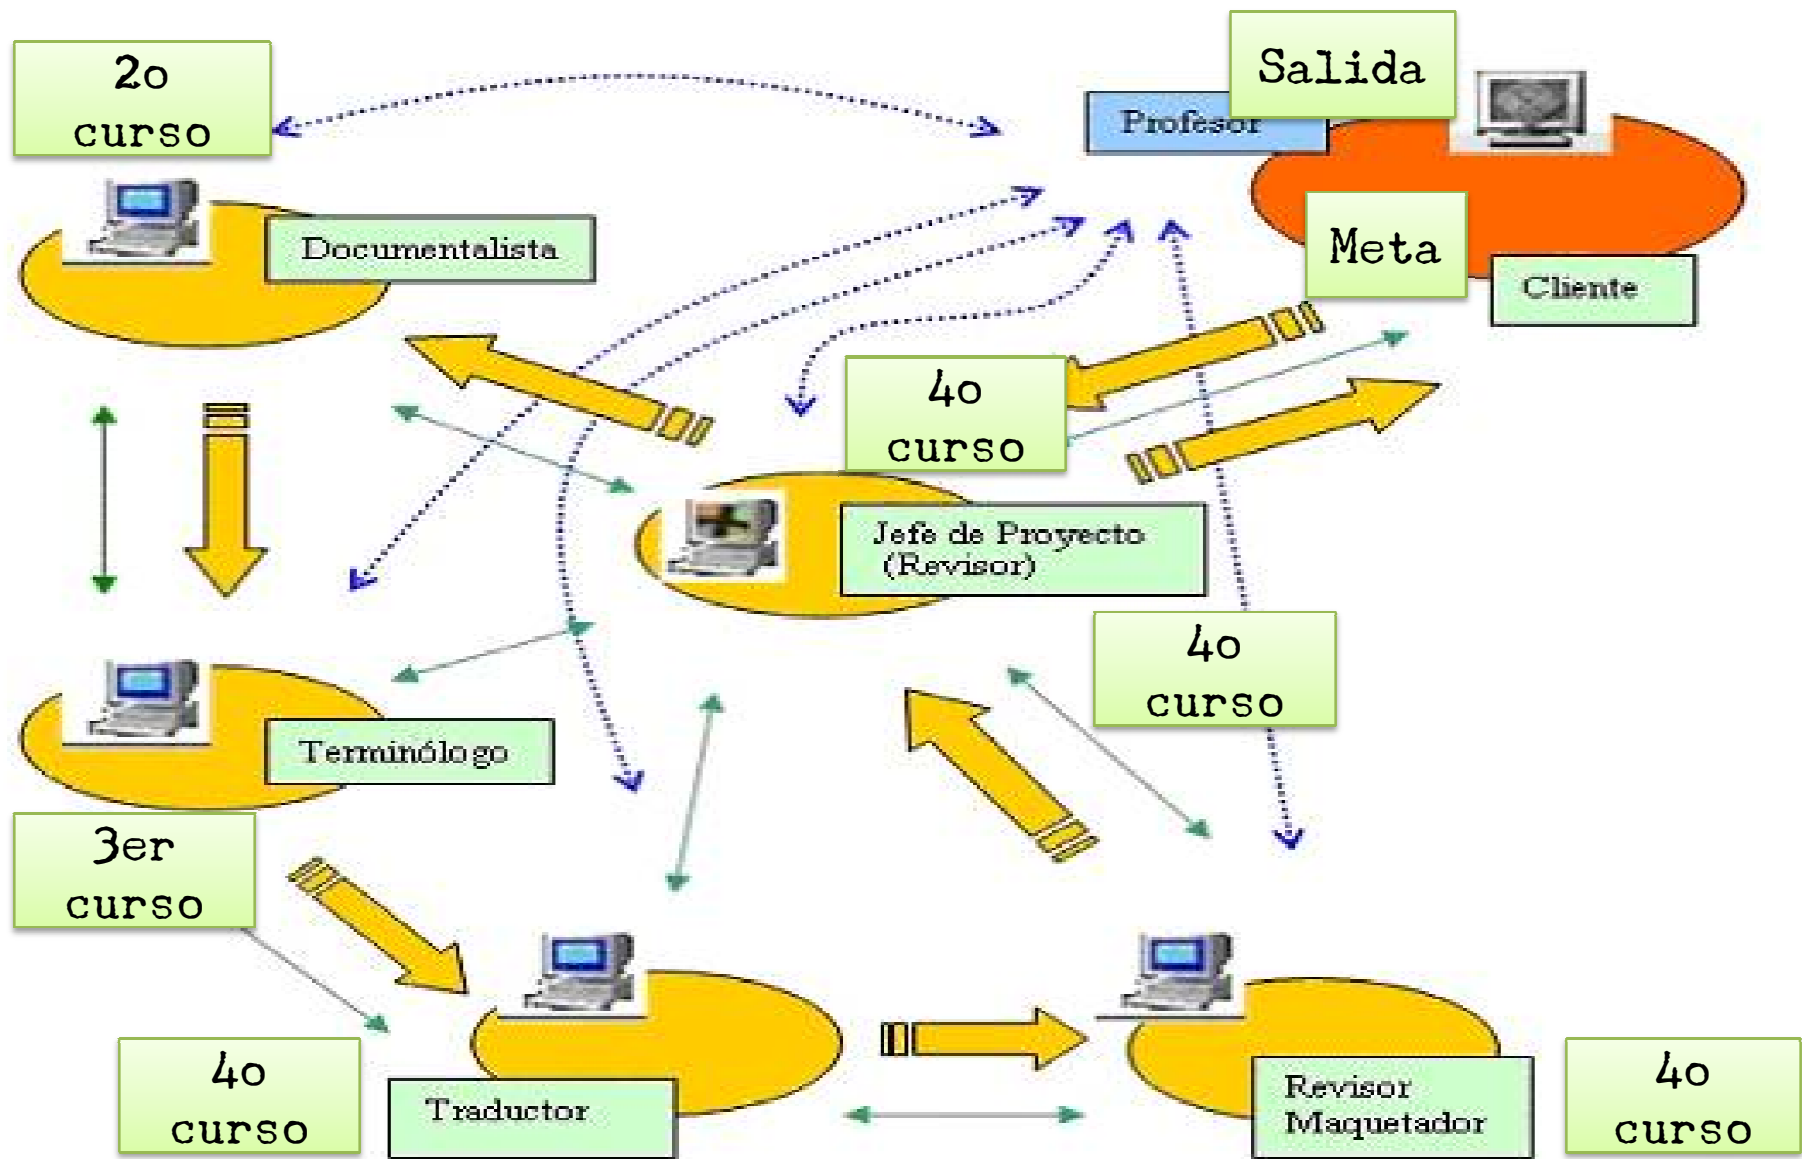 2o
curso
Salida
Profesor
Documentalista
Meta
Cliente
4o
curso
Jefe de Proyecto
(Revisor)
4o
curso
Terminólogo
3er
curso
4o
curso
Traductor
Revisor
Maquetador
4o
curso